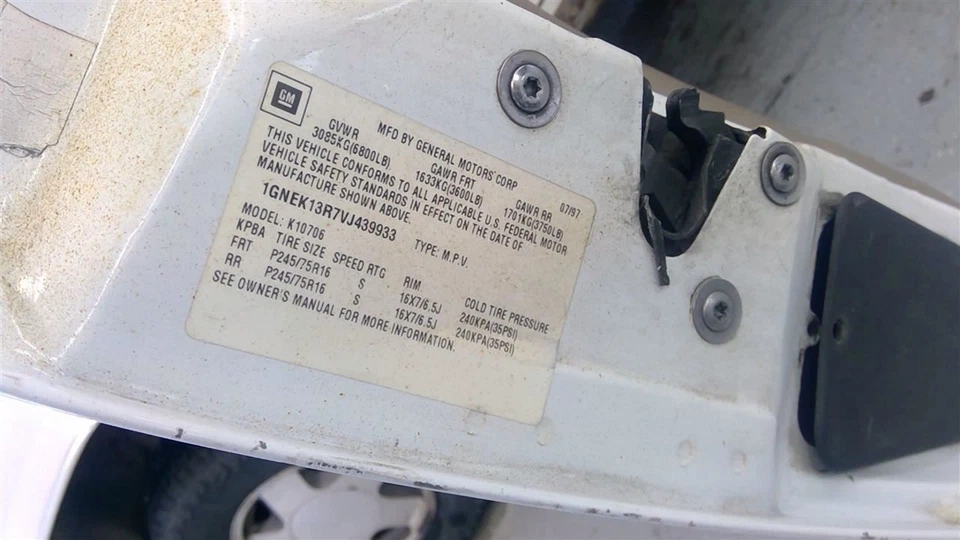 GM
MFD BY GENERAL MOTORS CORP 07/97
GVWR GAWR FRT GAWR RR
3085KG(6800LB) 1633KG(3600LB) 1701KG(3750LB)
THIS VEHICLE CONFORMS TO ALL APPLICABLE U.S. FEDERAL MOTOR
VEHICLE SAFETY STANDARDS IN EFFECT ON THE DATE OF
MANUFACTURE SHOWN ABOVE.
1GNEK13R7VJ439933 TYPE: M.P.V.
MODEL: K10706
KPBA TIRE SIZE SPEED RTG RIM COLD TIRE PRESSURE
FRT P245/75R16 S 16X7/6.5J 240KPA(35PSI)
RR P245/75R16 S 16X7/6.5J 240KPA(35PSI)
SEE OWNER'S MANUAL FOR MORE INFORMATION.